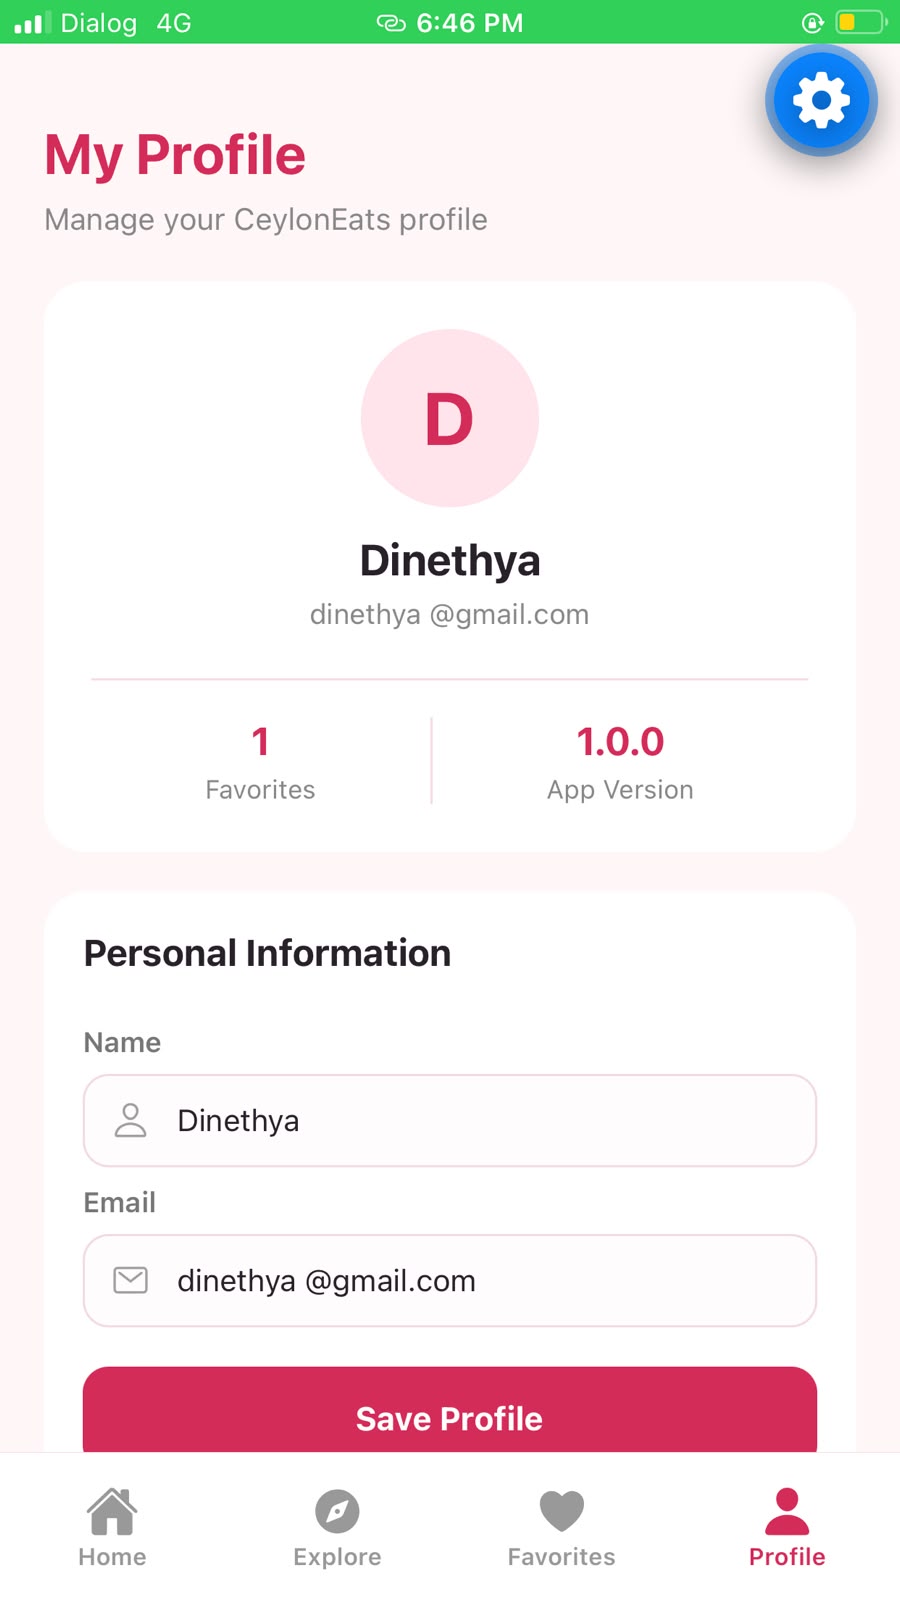 Dialog 4G 6:46 PM
My Profile
Manage your CeylonEats profile
D
Dinethya
dinethya @gmail.com
1 1.0.0
Favorites App Version
Personal Information
Name
Dinethya
Email
dinethya @gmail.com
Save Profile
Home Explore Favorites Profile